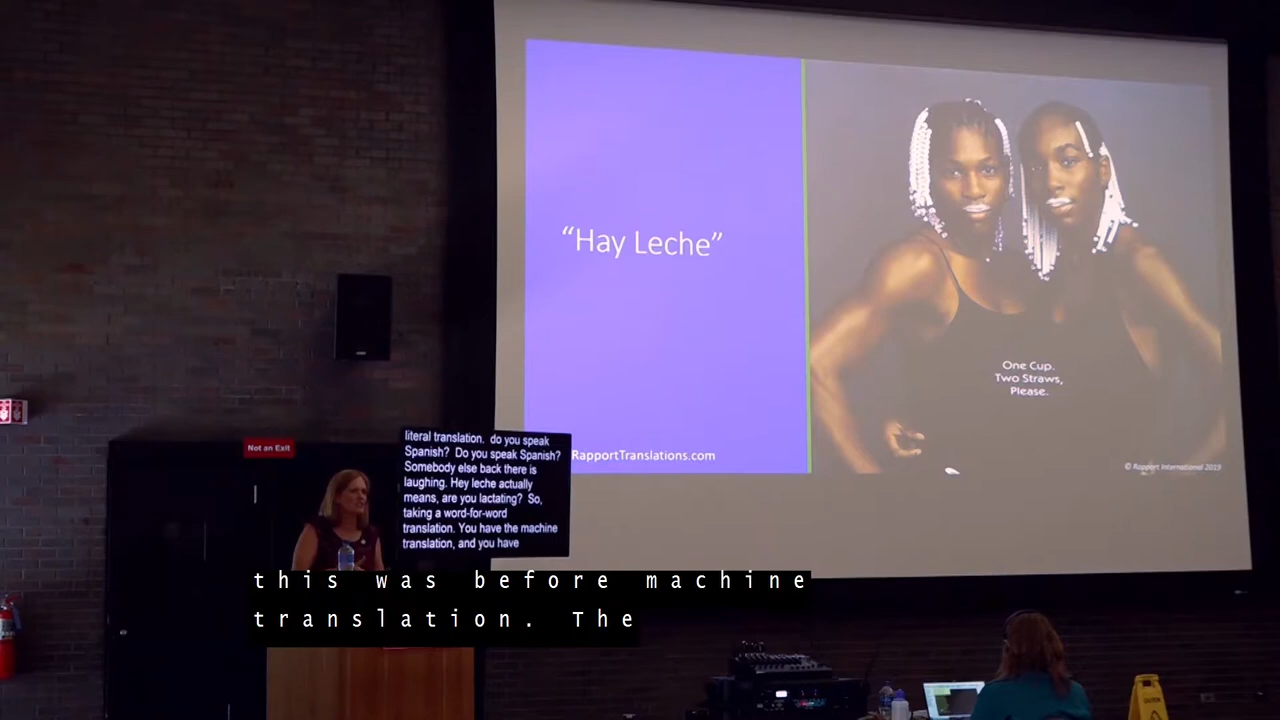 “Hay Leche”
One Cup.
Two Straws,
Please.
RapportTranslations.com
© Rapport International 2019
Not an Exit
literal translation.  do you speak
Spanish?  Do you speak Spanish?
Somebody else back there is
laughing. Hey leche actually
means, are you lactating?  So,
taking a word-for-word
translation. You have the machine
translation, and you have
this was before machine
translation. The
CAUTION